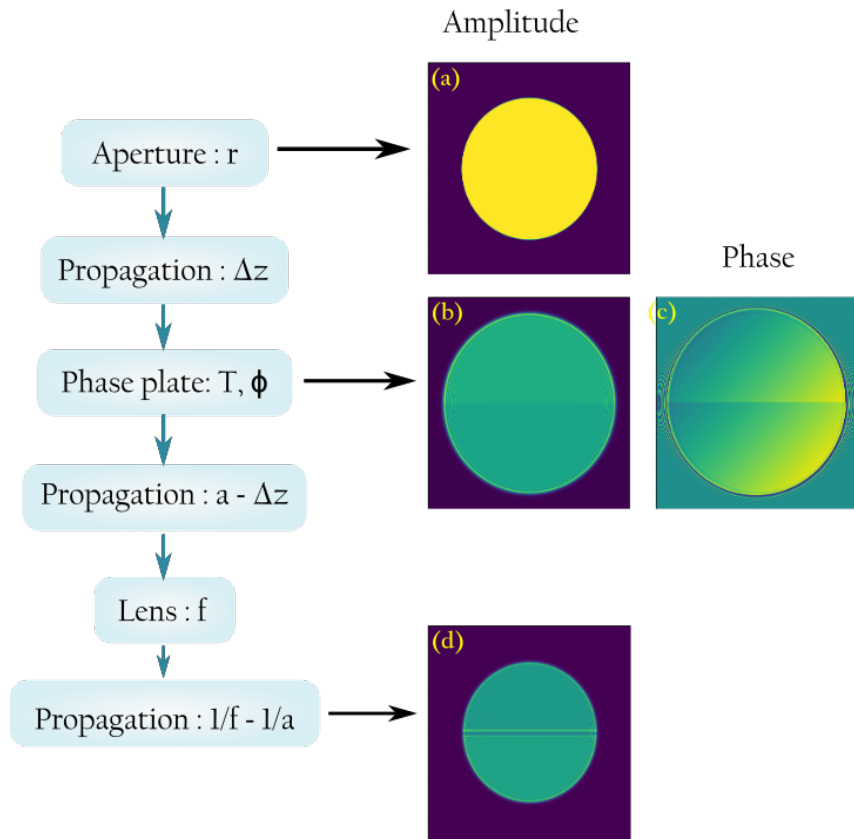 Amplitude
(a)
Aperture : r
Propagation : Δz
Phase
(b)
(c)
Phase plate: T, ϕ
Propagation : a - Δz
Lens : f
(d)
Propagation : 1/f - 1/a